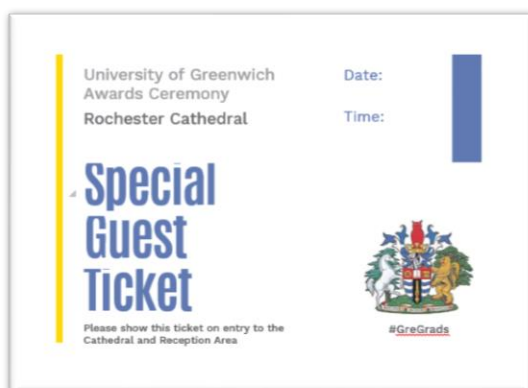 University of Greenwich
Awards Ceremony
Rochester Cathedral
Date:
Time:
Special
Guest
Ticket
Please show this ticket on entry to the
Cathedral and Reception Area
#GreGrads